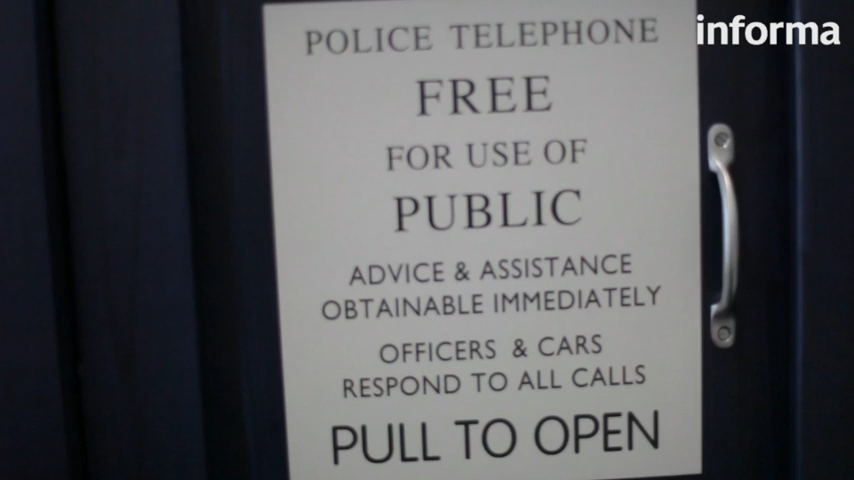 informa
POLICE TELEPHONE
FREE
FOR USE OF
PUBLIC
ADVICE & ASSISTANCE
OBTAINABLE IMMEDIATELY
OFFICERS & CARS
RESPOND TO ALL CALLS
PULL TO OPEN